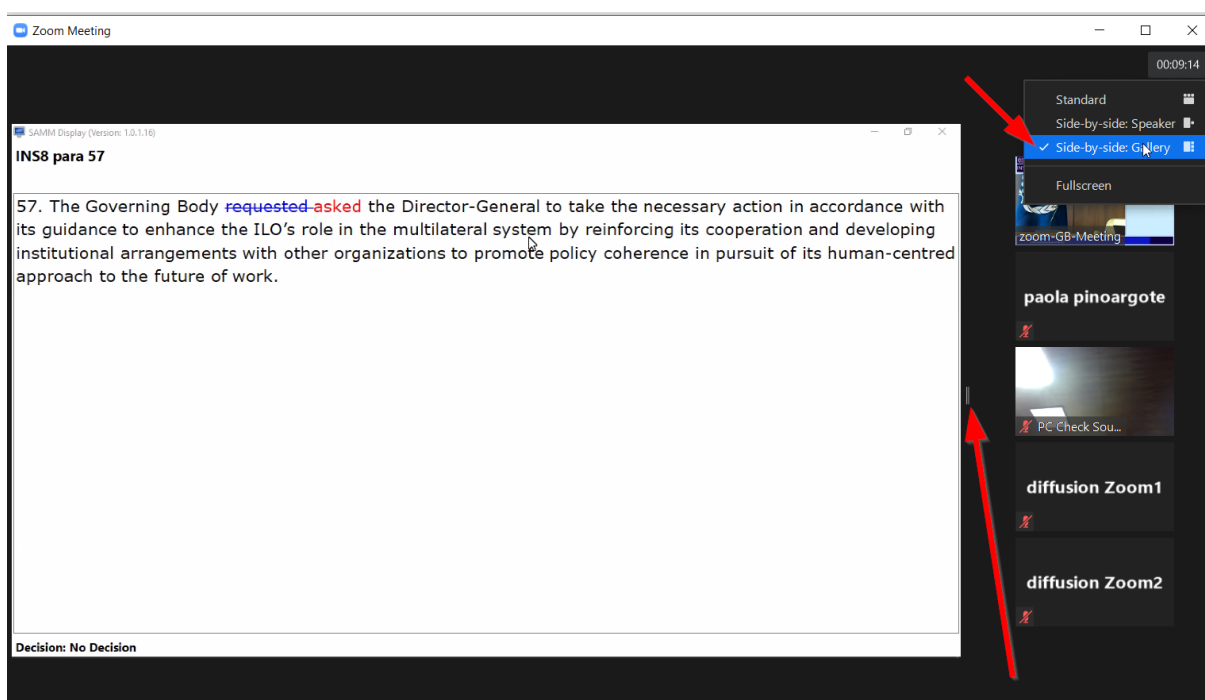 Zoom Meeting
00:09:14
Standard
Side-by-side: Speaker
Side-by-side: Gallery
Fullscreen
SAMM Display (Version: 1.0.1.16)
INS8 para 57
57. The Governing Body requested asked the Director-General to take the necessary action in accordance with
its guidance to enhance the ILO’s role in the multilateral system by reinforcing its cooperation and developing
institutional arrangements with other organizations to promote policy coherence in pursuit of its human-centred
approach to the future of work.
Decision: No Decision
zoom-GB-Meeting
paola pinoargote
PC Check Sou...
diffusion Zoom1
diffusion Zoom2